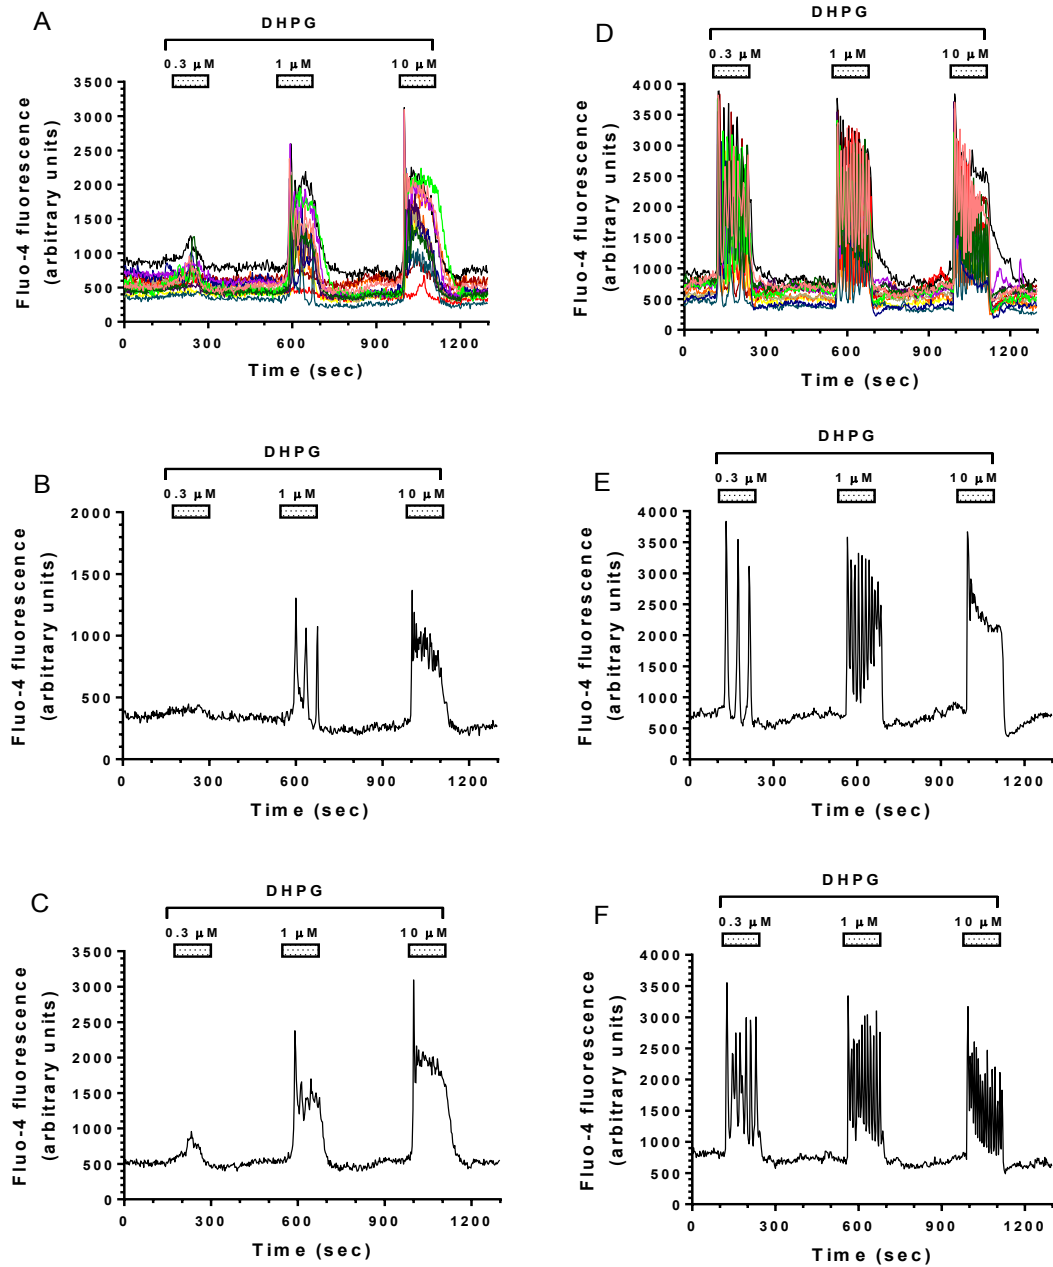 A
DHPG
0.3 µM
1 µM
10 µM
Fluo-4 fluorescence
(arbitrary units)
3500
3000
2500
2000
1500
1000
500
0
0 300 600 900 1200
Time (sec)
D
DHPG
0.3 µM
1 µM
10 µM
Fluo-4 fluorescence
(arbitrary units)
4000
3500
3000
2500
2000
1500
1000
500
0
0 300 600 900 1200
Time (sec)
B
DHPG
0.3 µM
1 µM
10 µM
Fluo-4 fluorescence
(arbitrary units)
2000
1500
1000
500
0
0 300 600 900 1200
Time (sec)
E
DHPG
0.3 µM
1 µM
10 µM
Fluo-4 fluorescence
(arbitrary units)
4000
3500
3000
2500
2000
1500
1000
500
0
0 300 600 900 1200
Time (sec)
C
DHPG
0.3 µM
1 µM
10 µM
Fluo-4 fluorescence
(arbitrary units)
3500
3000
2500
2000
1500
1000
500
0
0 300 600 900 1200
Time (sec)
F
DHPG
0.3 µM
1 µM
10 µM
Fluo-4 fluorescence
(arbitrary units)
4000
3500
3000
2500
2000
1500
1000
500
0
0 300 600 900 1200
Time (sec)